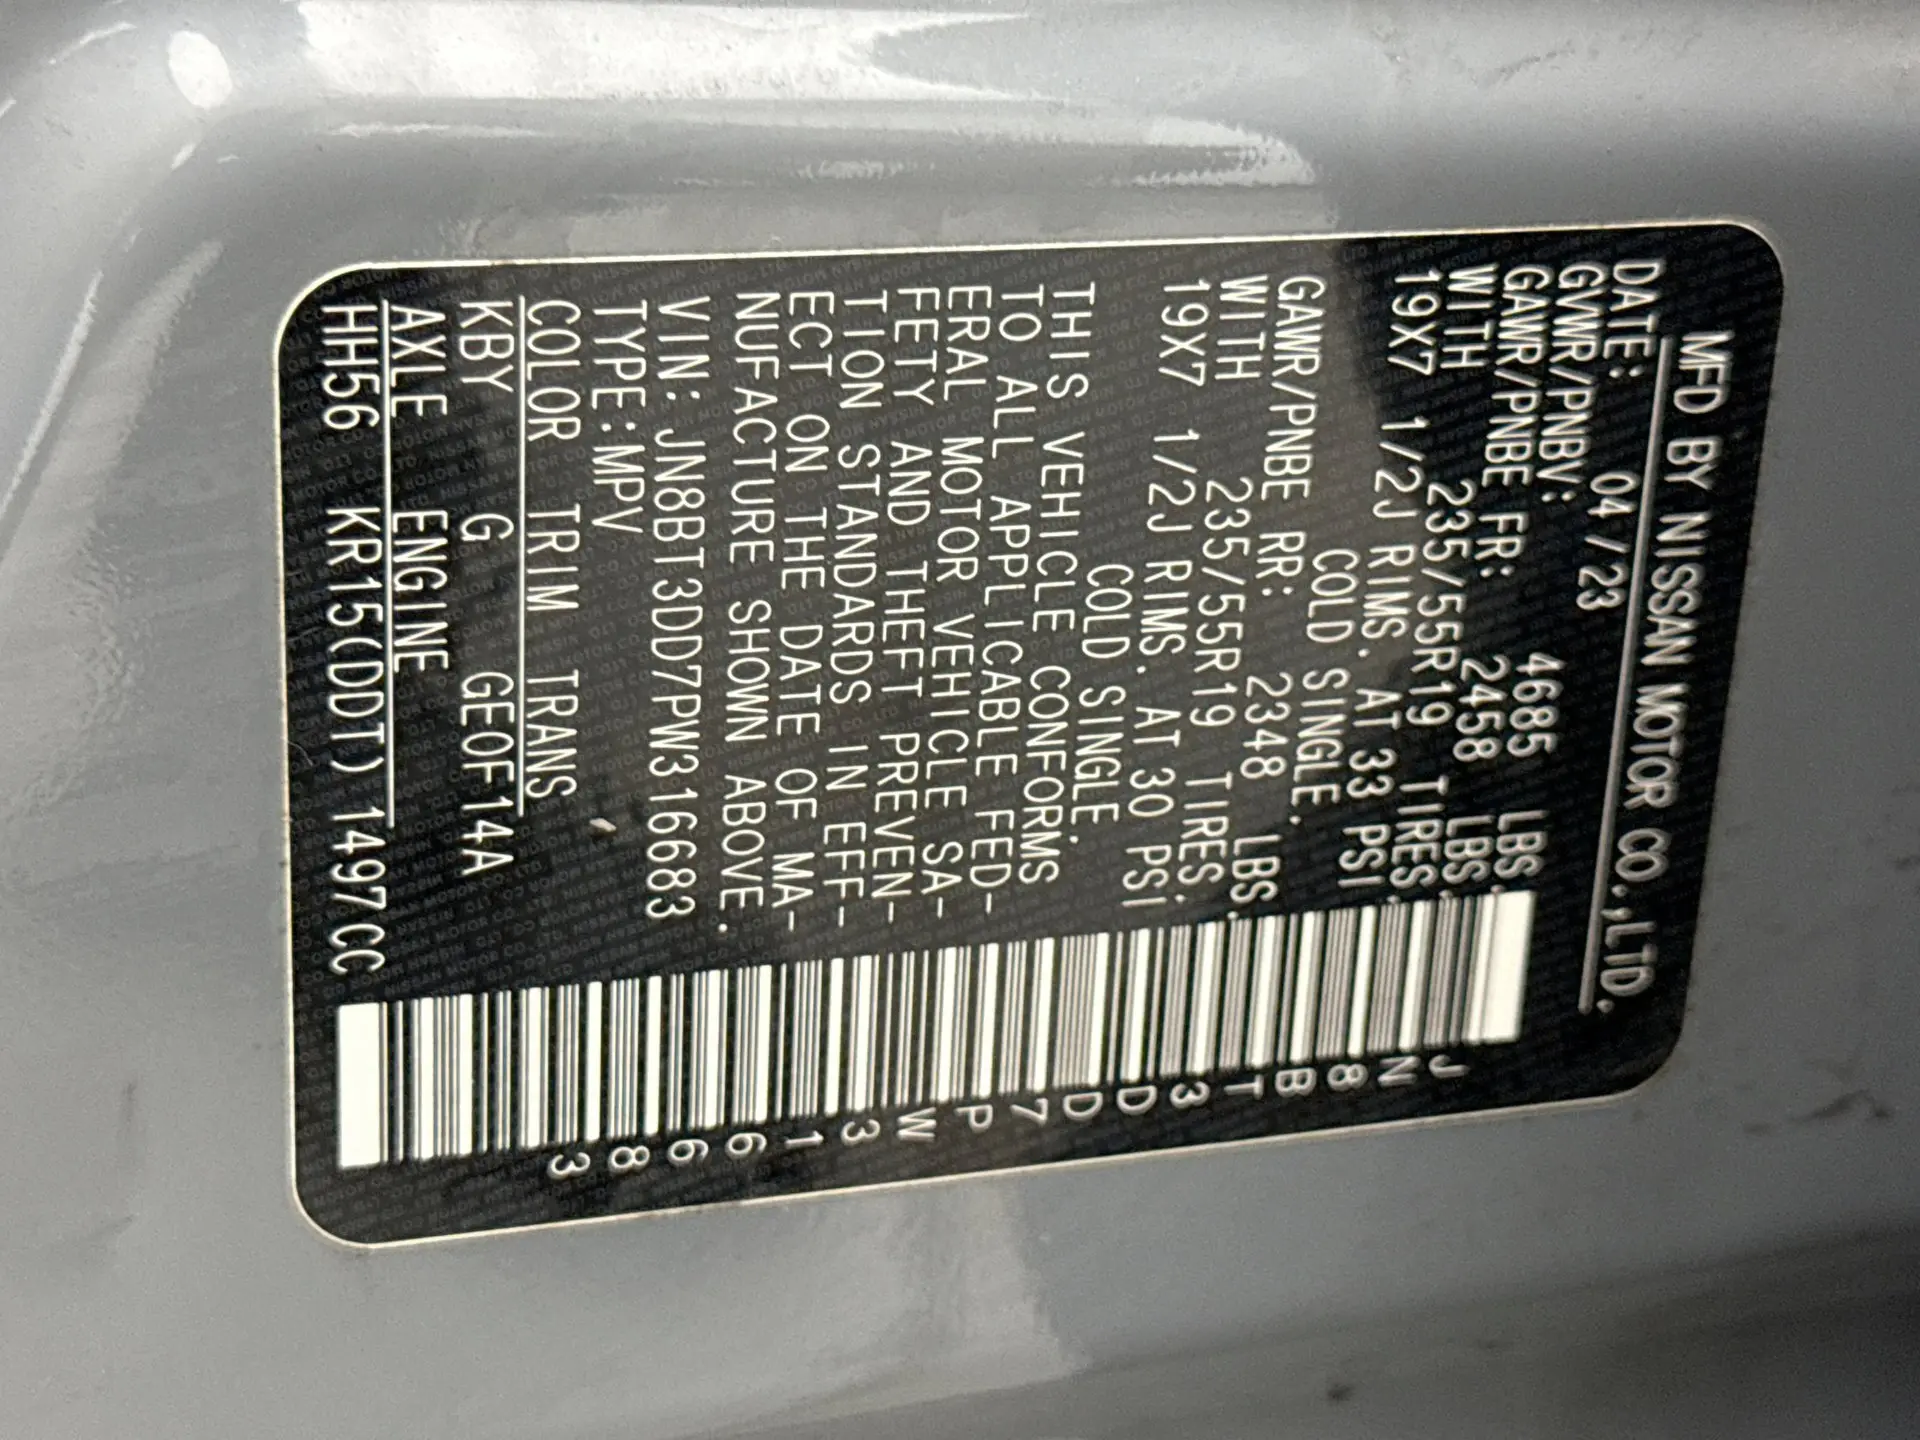 MFD BY NISSAN MOTOR CO.,LTD.
DATE: 04/23
GVWR/PNBV: 4685 LBS.
GAWR/PNBE FR: 2458 LBS.
WITH 235/55R19 TIRES.
19X7 1/2J RIMS. AT 33 PSI
COLD SINGLE.
GAWR/PNBE RR: 2348 LBS.
WITH 235/55R19 TIRES.
19X7 1/2J RIMS. AT 30 PSI
COLD SINGLE.
THIS VEHICLE CONFORMS
TO ALL APPLICABLE FED-
ERAL MOTOR VEHICLE SA-
FETY AND THEFT PREVEN-
TION STANDARDS IN EFF-
ECT ON THE DATE OF MA-
NUFACTURE SHOWN ABOVE.
VIN: JN8BT3DD7PW316683
TYPE:MPV
COLOR TRIM TRANS
KBY G GE0F14A
AXLE ENGINE
HH56 KR15(DDT) 1497CC
JN8BT3DD7PW316683